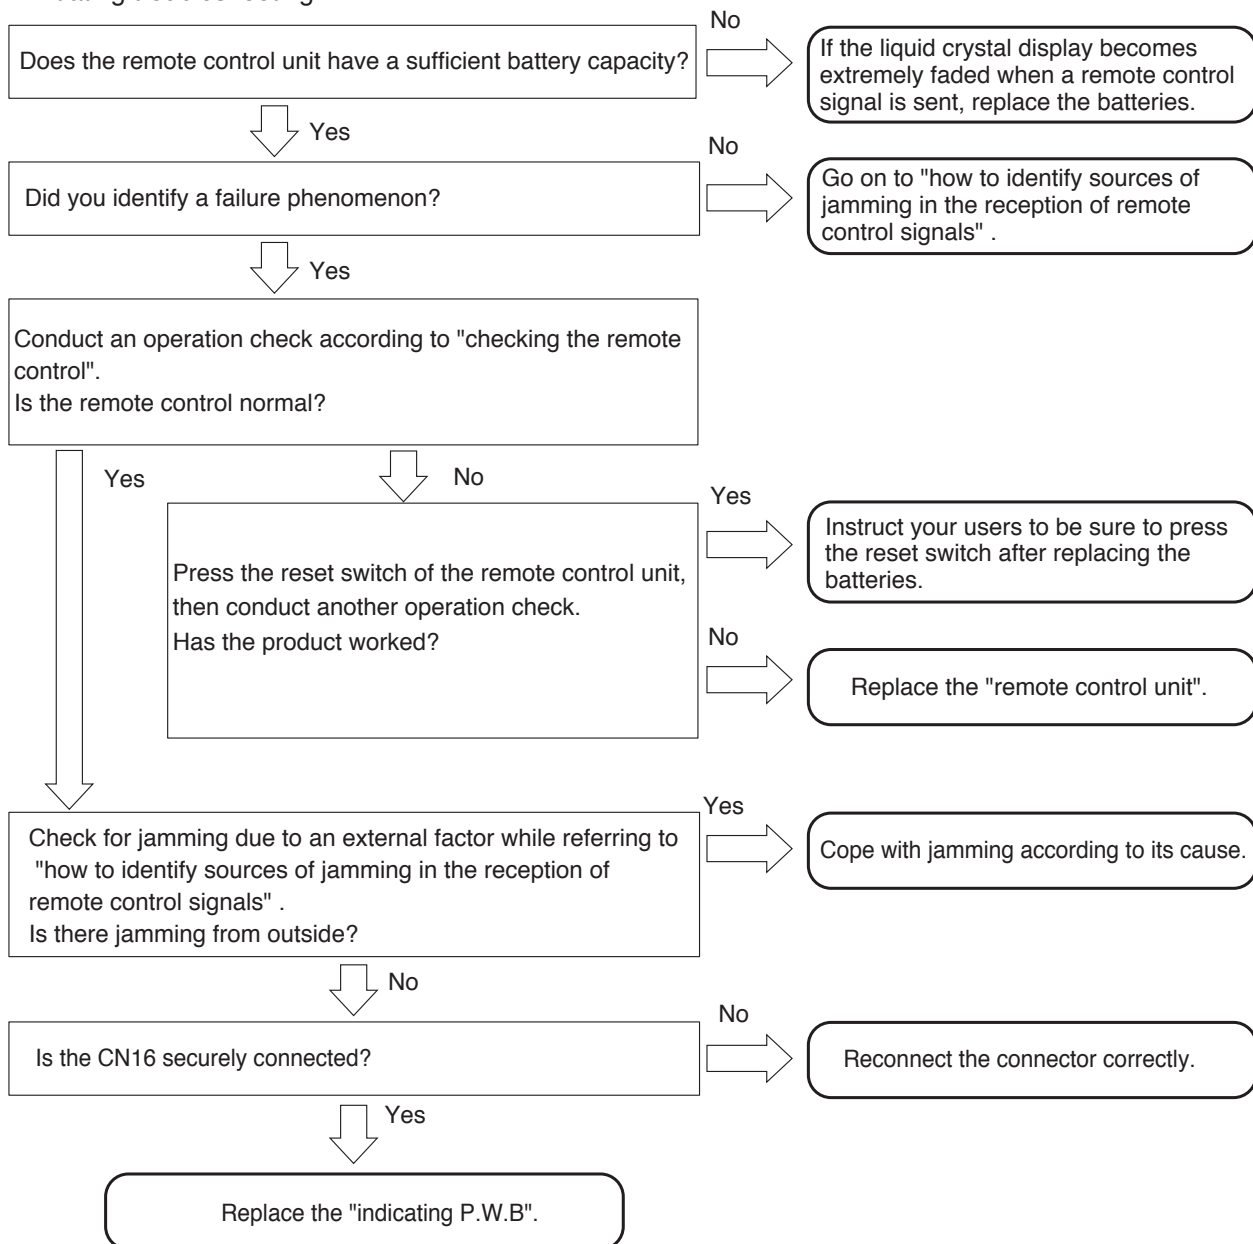 No
Does the remote control unit have a sufficient battery capacity?
If the liquid crystal display becomes
extremely faded when a remote control
signal is sent, replace the batteries.
Yes
No
Did you identify a failure phenomenon?
Go on to "how to identify sources of
jamming in the reception of remote
control signals" .
Yes
Conduct an operation check according to "checking the remote
control".
Is the remote control normal?
Yes
No
Press the reset switch of the remote control unit,
then conduct another operation check.
Has the product worked?
Yes
Instruct your users to be sure to press
the reset switch after replacing the
batteries.
No
Replace the "remote control unit".
Check for jamming due to an external factor while referring to
"how to identify sources of jamming in the reception of
remote control signals" .
Is there jamming from outside?
Yes
Cope with jamming according to its cause.
No
Is the CN16 securely connected?
No
Reconnect the connector correctly.
Yes
Replace the "indicating P.W.B".